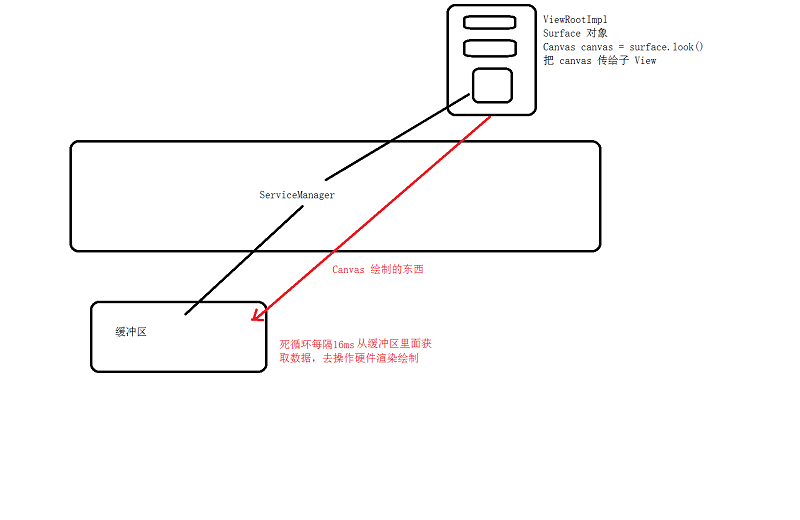 ViewRootImpl
Surface 对象
Canvas canvas = surface.look()
把 canvas 传给子 View
ServiceManager
Canvas 绘制的东西
缓冲区
死循环每隔16ms 从缓冲区里面获
取数据，去操作硬件渲染绘制